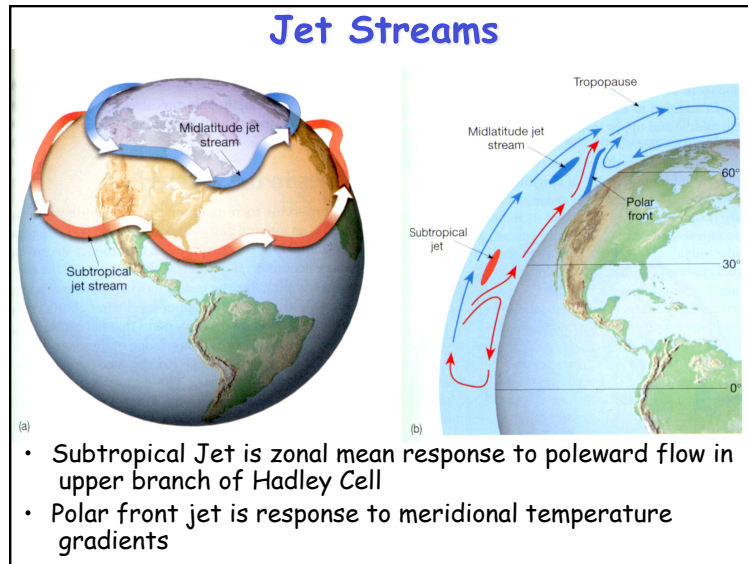 Jet Streams
Midlatitude jet
stream
Subtropical
jet stream
(a)
Tropopause
Midlatitude jet
stream
60°
Polar
front
Subtropical
jet
30°
0°
(b)
• Subtropical Jet is zonal mean response to poleward flow in
upper branch of Hadley Cell
• Polar front jet is response to meridional temperature
gradients